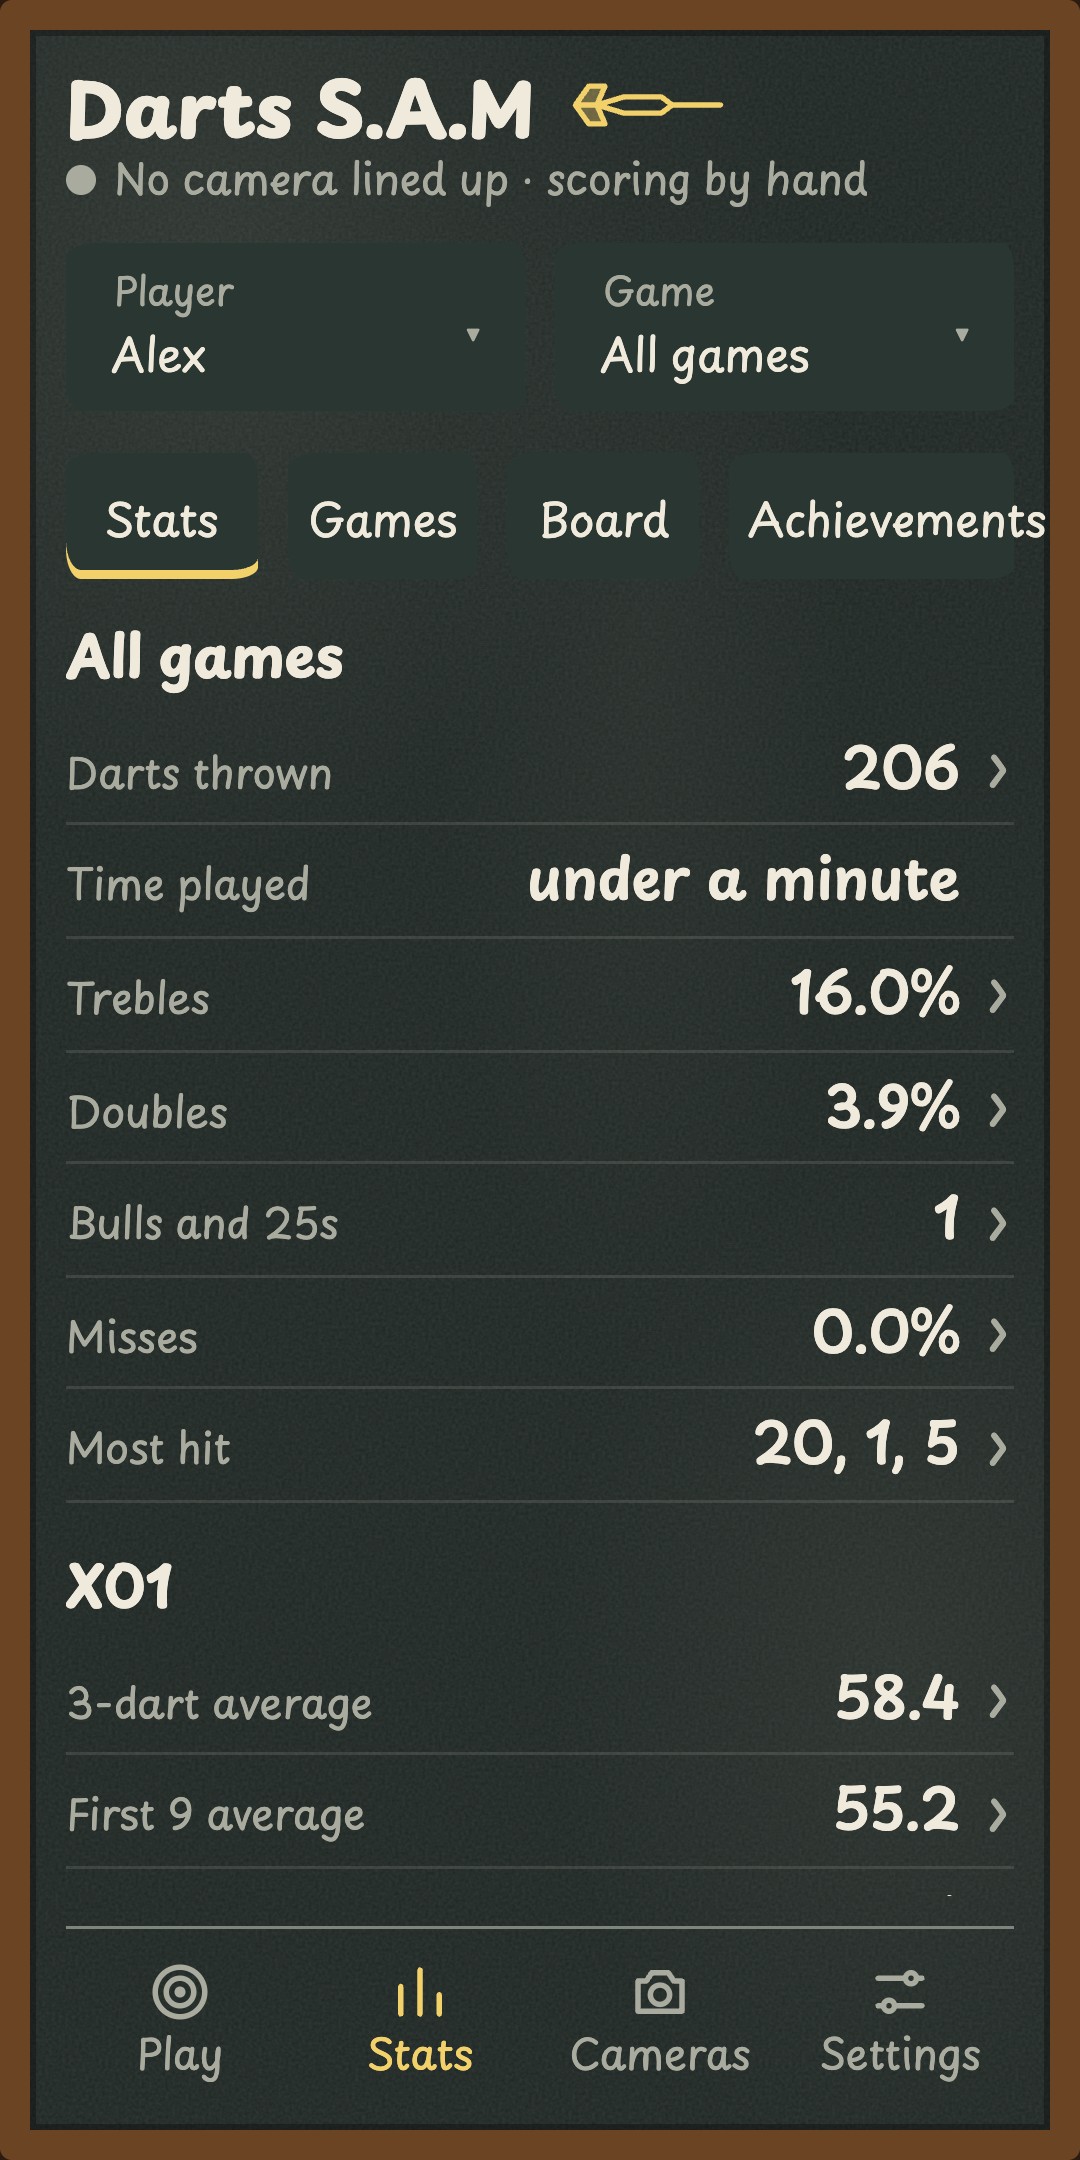 Darts S.A.M
No camera lined up · scoring by hand
Player
Alex
Game
All games
Stats
Games
Board
Achievements
All games
Darts thrown 206
Time played under a minute
Trebles 16.0%
Doubles 3.9%
Bulls and 25s 1
Misses 0.0%
Most hit 20, 1, 5
X01
3-dart average 58.4
First 9 average 55.2
Play
Stats
Cameras
Settings